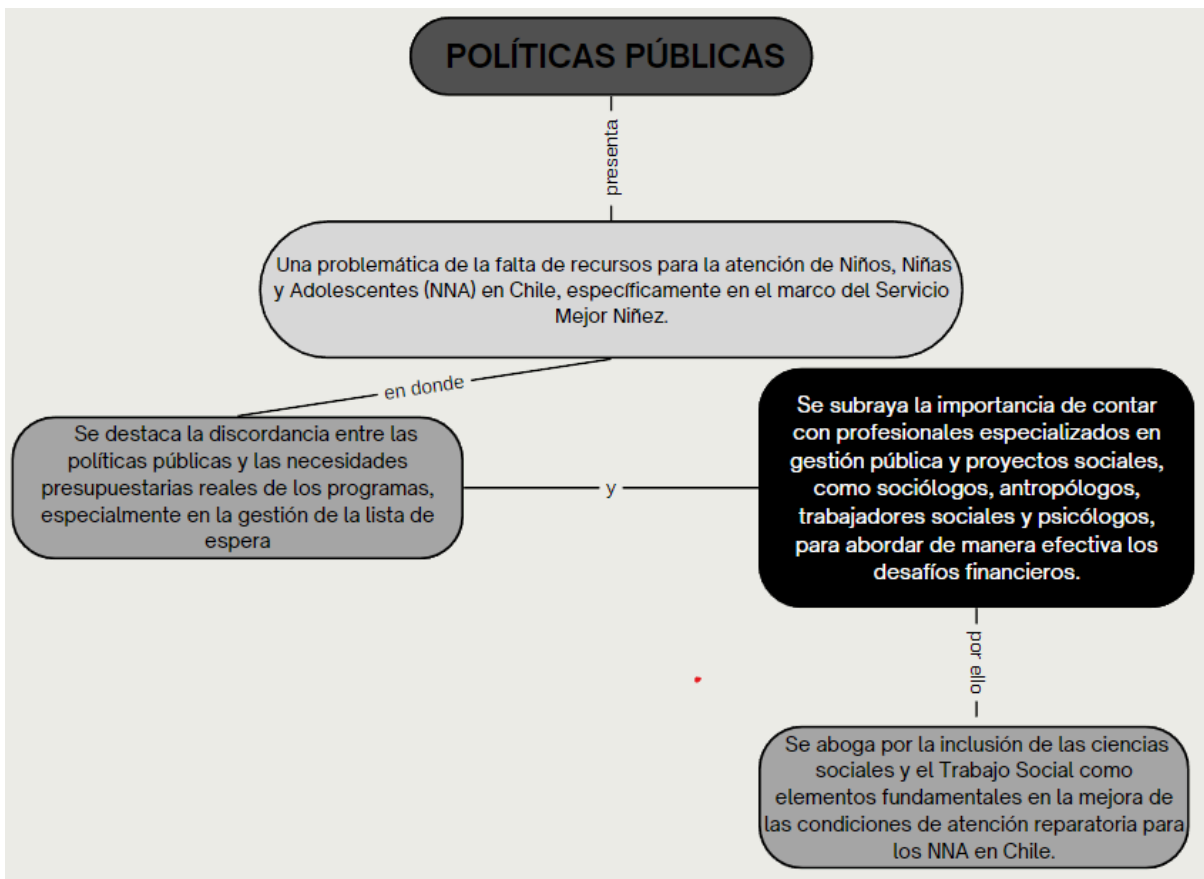 POLÍTICAS PÚBLICAS
presenta
Una problemática de la falta de recursos para la atención de Niños, Niñas
y Adolescentes (NNA) en Chile, específicamente en el marco del Servicio
Mejor Niñez.
en donde
Se destaca la discordancia entre las
políticas públicas y las necesidades
presupuestarias reales de los programas,
especialmente en la gestión de la lista de
espera
y
Se subraya la importancia de contar
con profesionales especializados en
gestión pública y proyectos sociales,
como sociólogos, antropólogos,
trabajadores sociales y psicólogos,
para abordar de manera efectiva los
desafíos financieros.
por ello
Se aboga por la inclusión de las ciencias
sociales y el Trabajo Social como
elementos fundamentales en la mejora de
las condiciones de atención reparatoria para
los NNA en Chile.